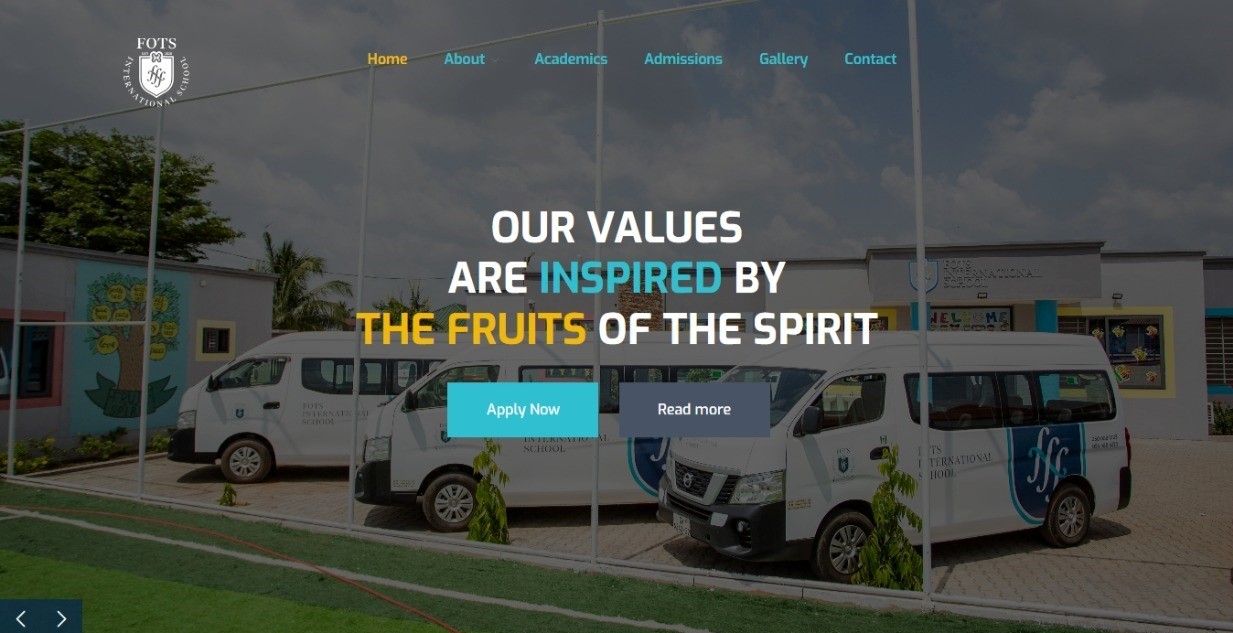 FOTS
INTERNATIONAL SCHOOL
Home
About
Academics
Admissions
Gallery
Contact
OUR VALUES
ARE INSPIRED BY
THE FRUITS OF THE SPIRIT
Apply Now
Read more
FOTS
INTERNATIONAL
SCHOOL
WELCOME
FOTS
INTERNATIONAL
SCHOOL
INTERNATIONAL
SCHOOL
FOTS
INTERNATIONAL
SCHOOL